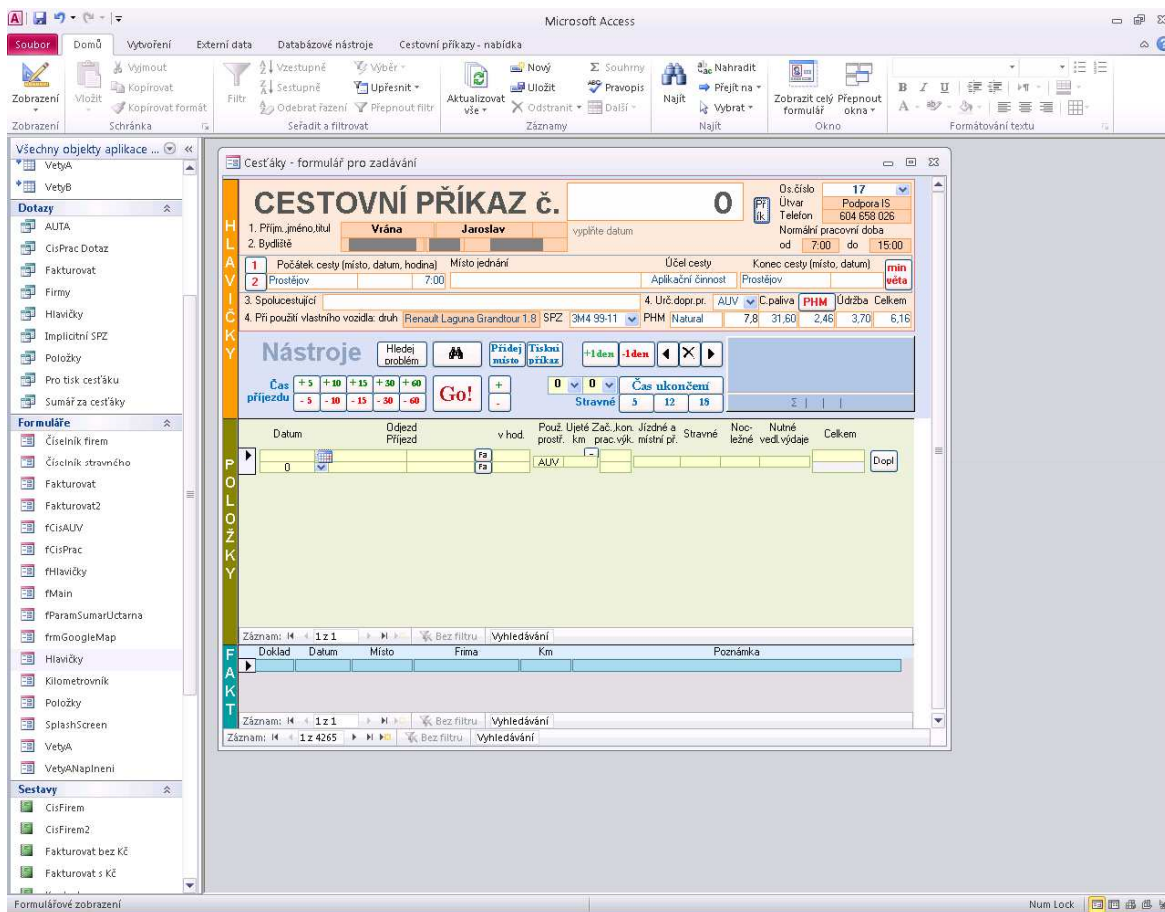 Microsoft Access
Soubor Domů Vytvoření Externí data Databázové nástroje Cestovní příkazy - nabídka
Zobrazení
Vložit
Vyjmout
Kopírovat
Kopírovat formát
Filtr
Vzestupně
Sestupně
Odebrat řazení
Výběr
Upřesnit
Přepnout filtr
Aktualizovat vše
Nový
Uložit
Odstranit
Souhrny
Pravopis
Další
Najít
Nahradit
Přejít na
Vybrat
Zobrazit celý formulář
Přepnout okna
B I U
Zobrazení Schránka Seřadit a filtrovat Záznamy Najít Okno Formátování textu
Všechny objekty aplikace ...
VetyA
VetyB
Dotazy
AUTA
CisPrac Dotaz
Fakturovat
Firmy
Hlavičky
Implicitní SPZ
Položky
Pro tisk cesťáku
Sumář za cesťáky
Formuláře
Číselník firem
Číselník stravného
Fakturovat
Fakturovat2
fCisAUV
fCisPrac
fHlavičky
fMain
fParamSumarUctarna
frmGoogleMap
Hlavičky
Kilometrovník
Položky
SplashScreen
VetyA
VetyANaplneni
Sestavy
CisFirem
CisFirem2
Fakturovat bez Kč
Fakturovat s Kč
Cesťáky - formulář pro zadávání
HLAVIČKY
CESTOVNÍ PŘÍKAZ č. 0
Př
ík
Os.číslo 17
Útvar Podpora IS
Telefon 604 658 026
Normální pracovní doba
od 7:00 do 15:00
1. Příjm.,jméno,titul Vrána Jaroslav vyplňte datum
2. Bydliště
1 Počátek cesty (místo, datum, hodina) Místo jednání Účel cesty Konec cesty (místo, datum) min věta
2 Prostějov 7:00 Aplikační činnost Prostějov
3. Spolucestující 4. Urč.dopr.pr. AUV C.paliva PHM Údržba Celkem
4. Při použití vlastního vozidla: druh Renault Laguna Grandtour 1.8 SPZ 3M4 99-11 PHM Natural 7,8 31,60 2,46 3,70 6,16
Nástroje Hledej problém Přidej místo Tiskni příkaz +1den -1den
Čas příjezdu +5 +10 +15 +30 +60 Go! + 0 0 Čas ukončení
-5 -10 -15 -30 -60 - Stravné 5 12 18 Σ | | |
POLOŽKY
Datum Odjezd Příjezd v hod. Použ. prostř. Ujeté km Zač.,kon. prac.výk. Jízdné a místní př. Stravné Noc-ležné Nutné vedl.výdaje Celkem
Fa
0 Fa AUV - Dopl
Záznam: 1 z 1 Bez filtru Vyhledávání
FAKT
Doklad Datum Místo Frima Km Poznámka
Záznam: 1 z 1 Bez filtru Vyhledávání
Záznam: 1 z 4265 Bez filtru Vyhledávání
Formulářové zobrazení Num Lock